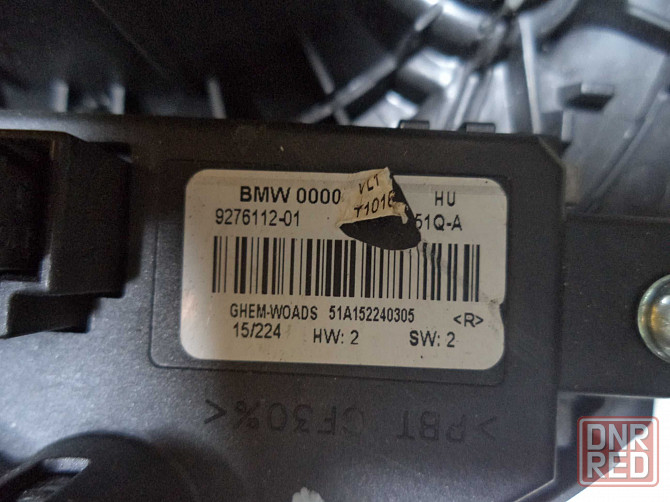 BMW 0000
VLT
T1016
HU
9276112-01
51Q-A
GHEM-WOADS 51A152240305 <R>
15/224 HW: 2 SW: 2
>PBT GF30%<
DNR
RED